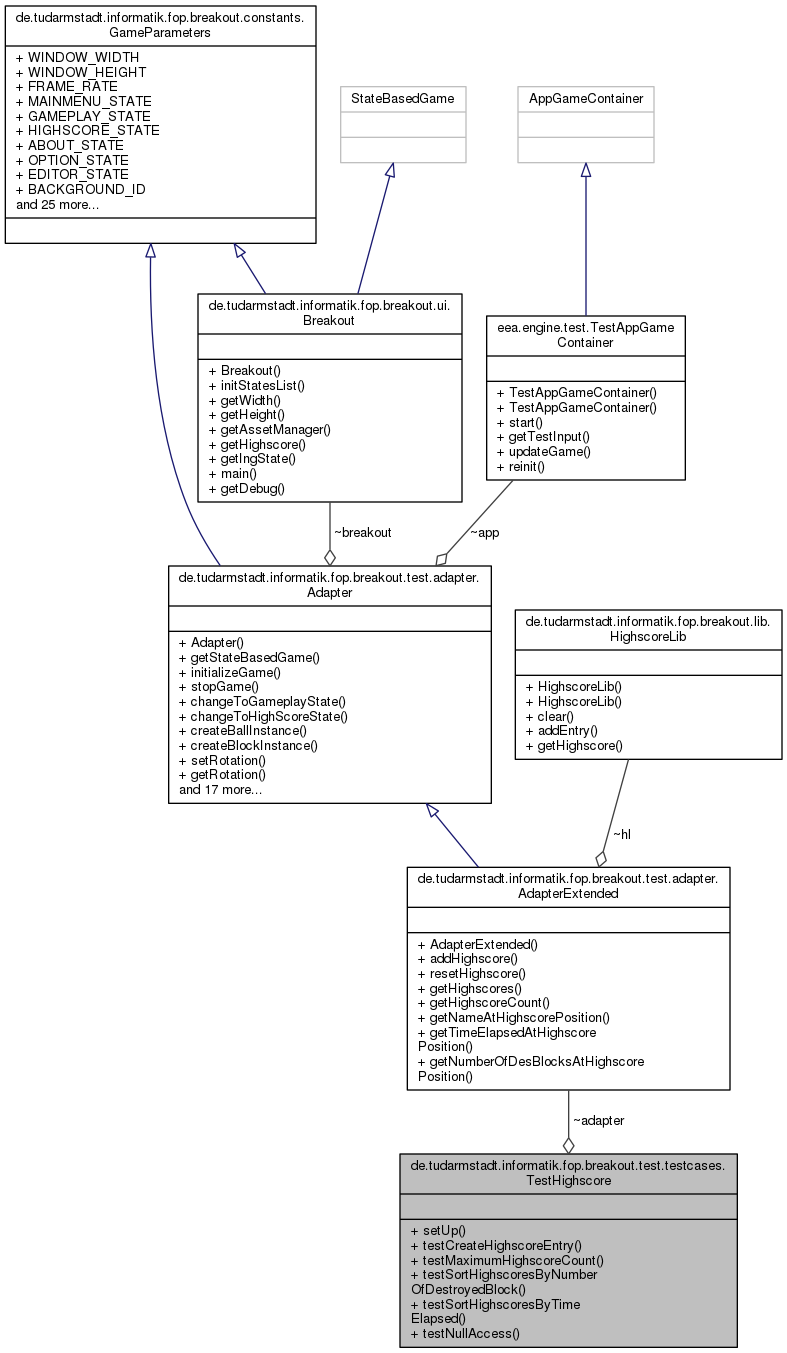 de.tudarmstadt.informatik.fop.breakout.constants.
GameParameters
+ WINDOW_WIDTH
+ WINDOW_HEIGHT
+ FRAME_RATE
+ MAINMENU_STATE
+ GAMEPLAY_STATE
+ HIGHSCORE_STATE
+ ABOUT_STATE
+ OPTION_STATE
+ EDITOR_STATE
+ BACKGROUND_ID
and 25 more...
StateBasedGame
AppGameContainer
de.tudarmstadt.informatik.fop.breakout.ui.
Breakout
+ Breakout()
+ initStatesList()
+ getWidth()
+ getHeight()
+ getAssetManager()
+ getHighscore()
+ getIngState()
+ main()
+ getDebug()
eea.engine.test.TestAppGame
Container
+ TestAppGameContainer()
+ TestAppGameContainer()
+ start()
+ getTestInput()
+ updateGame()
+ reinit()
~breakout
~app
de.tudarmstadt.informatik.fop.breakout.test.adapter.
Adapter
+ Adapter()
+ getStateBasedGame()
+ initializeGame()
+ stopGame()
+ changeToGameplayState()
+ changeToHighScoreState()
+ createBallInstance()
+ createBlockInstance()
+ setRotation()
+ getRotation()
and 17 more...
de.tudarmstadt.informatik.fop.breakout.lib.
HighscoreLib
+ HighscoreLib()
+ HighscoreLib()
+ clear()
+ addEntry()
+ getHighscore()
~hl
de.tudarmstadt.informatik.fop.breakout.test.adapter.
AdapterExtended
+ AdapterExtended()
+ addHighscore()
+ resetHighscore()
+ getHighscores()
+ getHighscoreCount()
+ getNameAtHighscorePosition()
+ getTimeElapsedAtHighscore
Position()
+ getNumberOfDesBlocksAtHighscore
Position()
~adapter
de.tudarmstadt.informatik.fop.breakout.test.testcases.
TestHighscore
+ setUp()
+ testCreateHighscoreEntry()
+ testMaximumHighscoreCount()
+ testSortHighscoresByNumber
OfDestroyedBlock()
+ testSortHighscoresByTime
Elapsed()
+ testNullAccess()